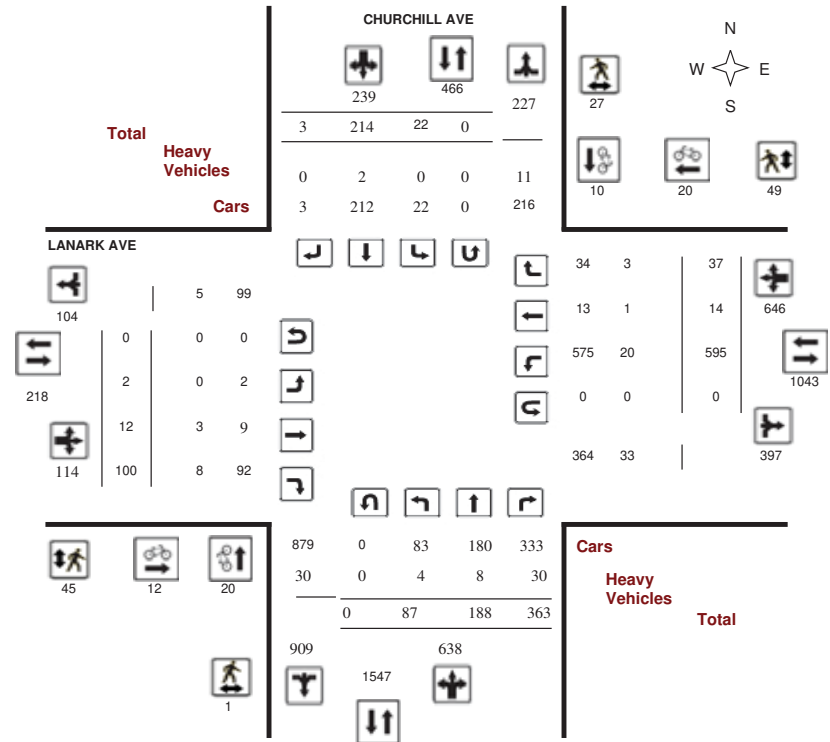 CHURCHILL AVE
N
W E
S
239 466 227 27
Total 3 214 22 0
Heavy
Vehicles
0 2 0 0 11
Cars 3 212 22 0 216
10 20 49
LANARK AVE
34 3 37
104 5 99 13 1 14 646
0 0 0
218 2 0 2 575 20 595 1043
0 0 0
12 3 9
114 100 8 92 364 33 397
879 0 83 180 333 Cars
30 0 4 8 30 Heavy
Vehicles
45 12 20
0 87 188 363 Total
909 638
1547
1